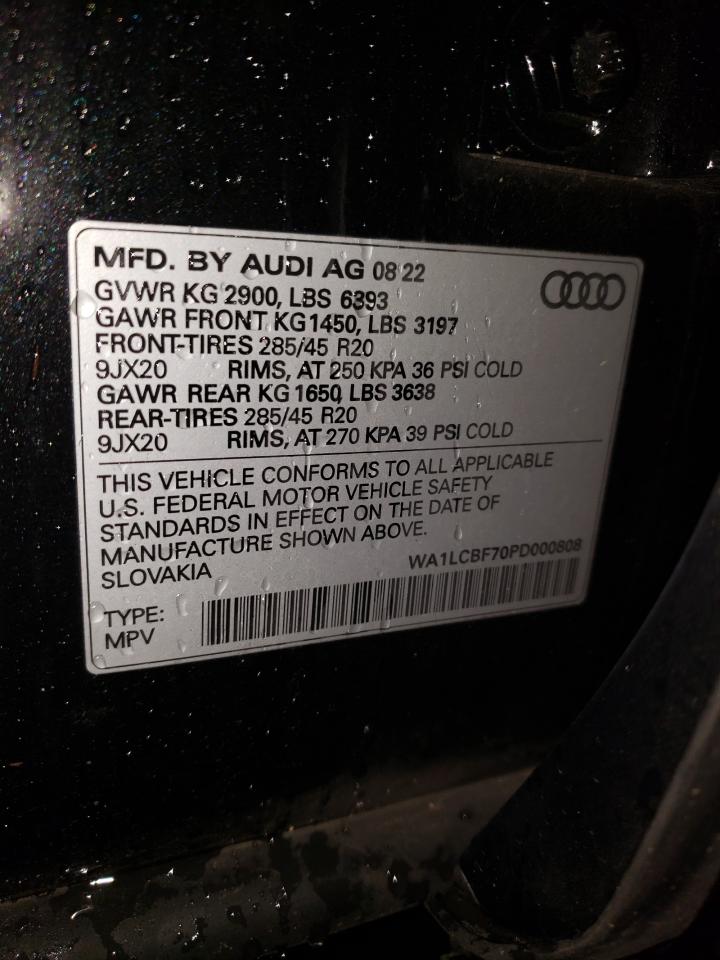 MFD. BY AUDI AG 08 22
GVWR KG 2900, LBS 6393
GAWR FRONT KG 1450, LBS 3197
FRONT-TIRES 285/45 R20
9JX20 RIMS, AT 250 KPA 36 PSI COLD
GAWR REAR KG 1650, LBS 3638
REAR-TIRES 285/45 R20
9JX20 RIMS, AT 270 KPA 39 PSI COLD
THIS VEHICLE CONFORMS TO ALL APPLICABLE
U.S. FEDERAL MOTOR VEHICLE SAFETY
STANDARDS IN EFFECT ON THE DATE OF
MANUFACTURE SHOWN ABOVE.
SLOVAKIA
WA1LCBF70PD000808
TYPE:
MPV